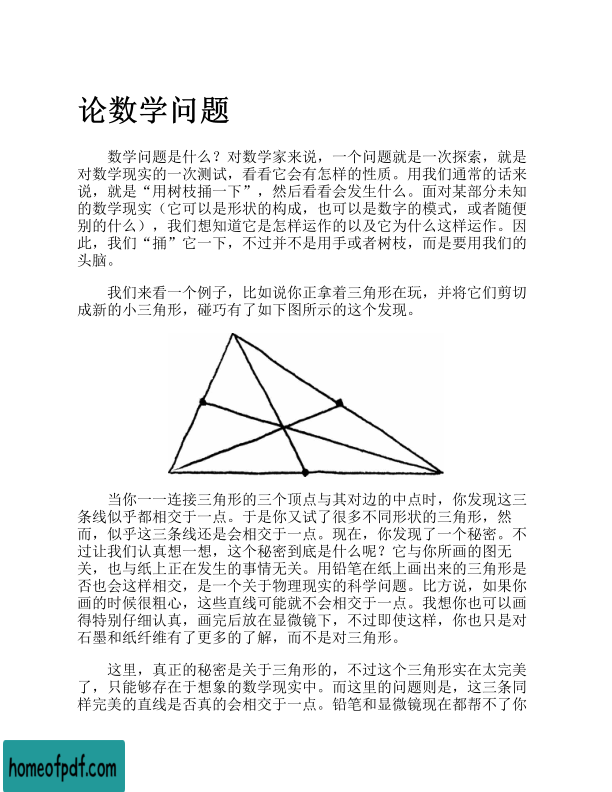 论数学问题
数学问题是什么？对数学家来说，一个问题就是一次探索，就是
对数学现实的一次测试，看看它会有怎样的性质。用我们通常的话来
说，就是“用树枝捅一下”，然后看看会发生什么。面对某部分未知
的数学现实（它可以是形状的构成，也可以是数字的模式，或者随便
别的什么），我们想知道它是怎样运作的以及它为什么这样运作。因
此，我们“捅”它一下，不过并不是用手或者树枝，而是要用我们的
头脑。
我们来看一个例子，比如说你正拿着三角形在玩，并将它们剪切
成新的小三角形，碰巧有了如下图所示的这个发现。
当你一一连接三角形的三个顶点与其对边的中点时，你发现这三
条线似乎都相交于一点。于是你又试了很多不同形状的三角形，然
而，似乎这三条线还是会相交于一点。现在，你发现了一个秘密。不
过让我们认真想一想，这个秘密到底是什么呢？它与你所画的图无
关，也与纸上正在发生的事情无关。用铅笔在纸上画出来的三角形是
否也会这样相交，是一个关于物理现实的科学问题。比方说，如果你
画的时候很粗心，这些直线可能就不会相交于一点。我想你也可以画
得特别仔细认真，画完后放在显微镜下，不过即使这样，你也只是对
石墨和纸纤维有了更多的了解，而不是对三角形。
这里，真正的秘密是关于三角形的，不过这个三角形实在太完美
了，只能够存在于想象的数学现实中。而这里的问题则是，这三条同
样完美的直线是否真的会相交于一点。铅笔和显微镜现在都帮不了你
homeofpdf.com